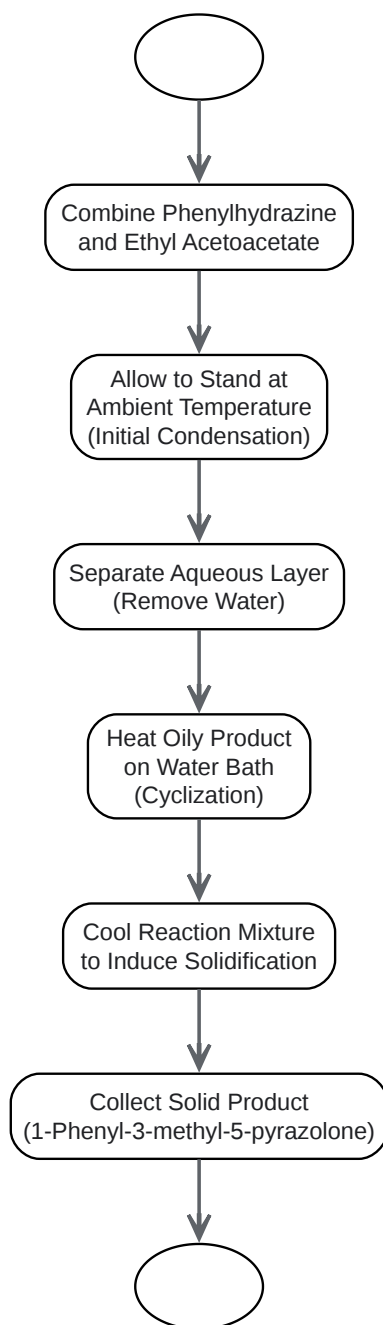 Combine Phenylhydrazine
and Ethyl Acetoacetate
Allow to Stand at
Ambient Temperature
(Initial Condensation)
Separate Aqueous Layer
(Remove Water)
Heat Oily Product
on Water Bath
(Cyclization)
Cool Reaction Mixture
to Induce Solidification
Collect Solid Product
(1-Phenyl-3-methyl-5-pyrazolone)